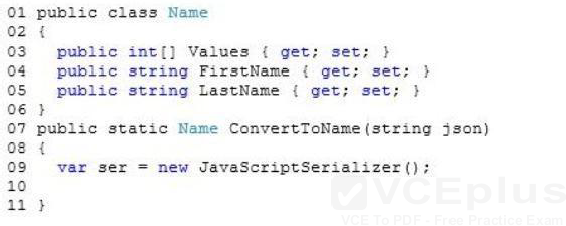 01 public class Name
02 {
03   public int[] Values { get; set; }
04   public string FirstName { get; set; }
05   public string LastName { get; set; }
06 }
07 public static Name ConvertToName(string json)
08 {
09   var ser = new JavaScriptSerializer();
10
11 }
VCEplus
VCE To PDF - Free Practice Exam